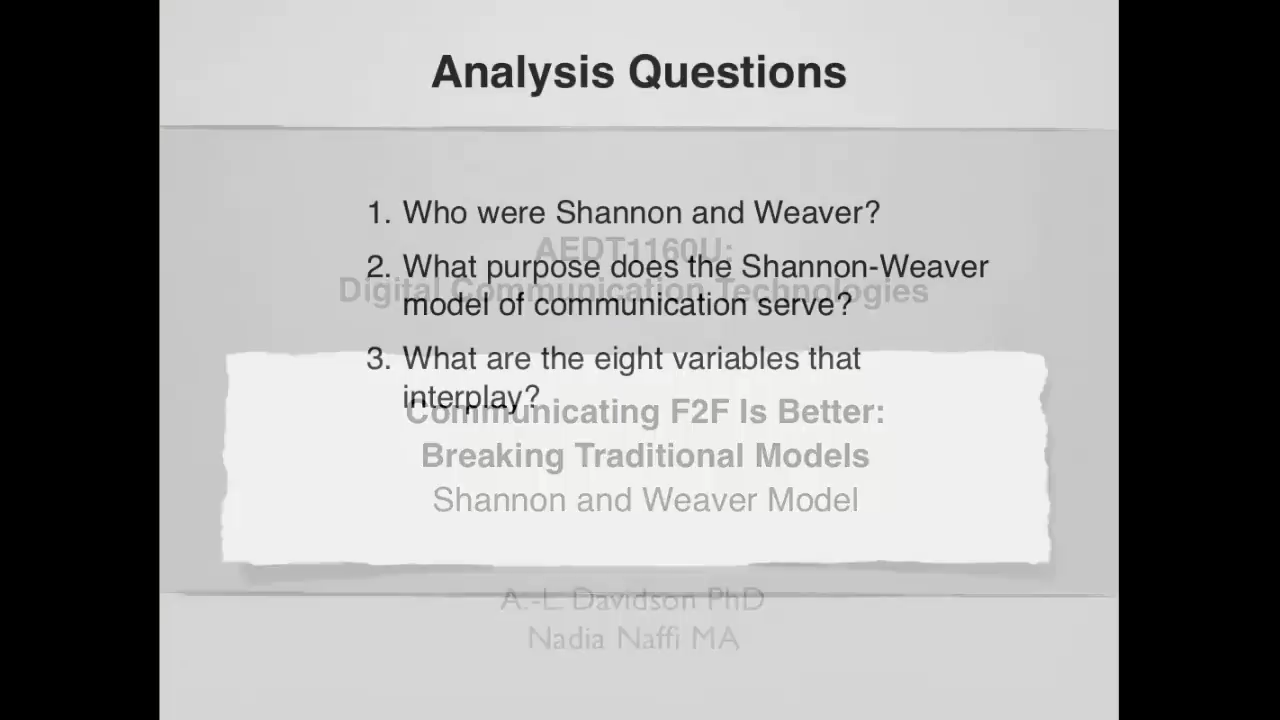 Analysis Questions
1. Who were Shannon and Weaver?
2. What purpose does the Shannon-Weaver
model of communication serve?
3. What are the eight variables that
interplay?
AEDT1160U:
Digital Communication Technologies
Communicating F2F Is Better:
Breaking Traditional Models
Shannon and Weaver Model
A.-L. Davidson PhD
Nadia Naffi MA